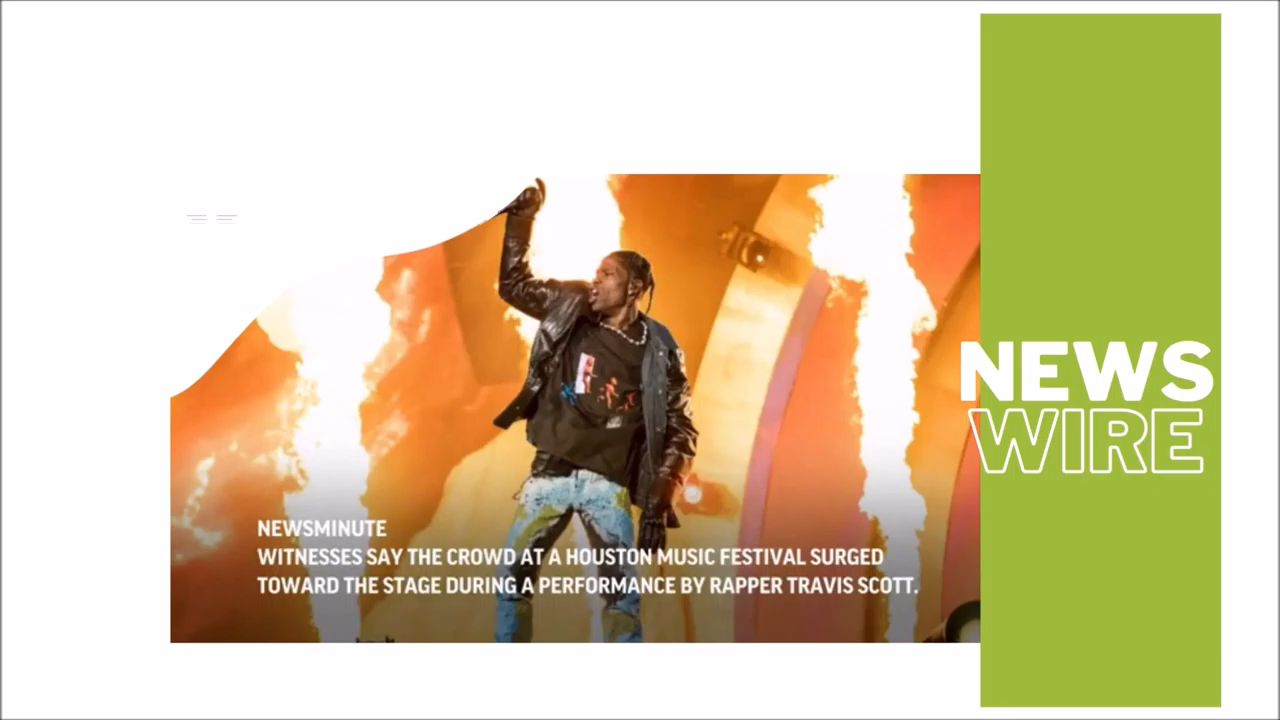 NEWS
WIRE
NEWSMINUTE
WITNESSES SAY THE CROWD AT A HOUSTON MUSIC FESTIVAL SURGED
TOWARD THE STAGE DURING A PERFORMANCE BY RAPPER TRAVIS SCOTT.